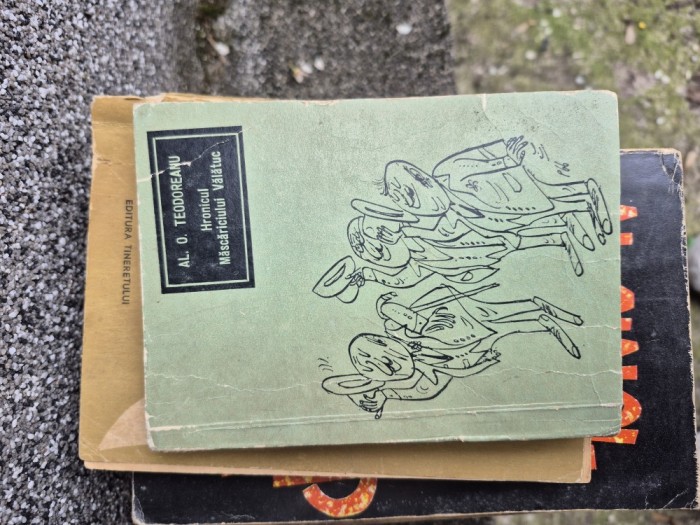 AL. O. TEODOREANU
Hronicul
Măscăriciului Vălătuc
EDITURA TINERETULUI